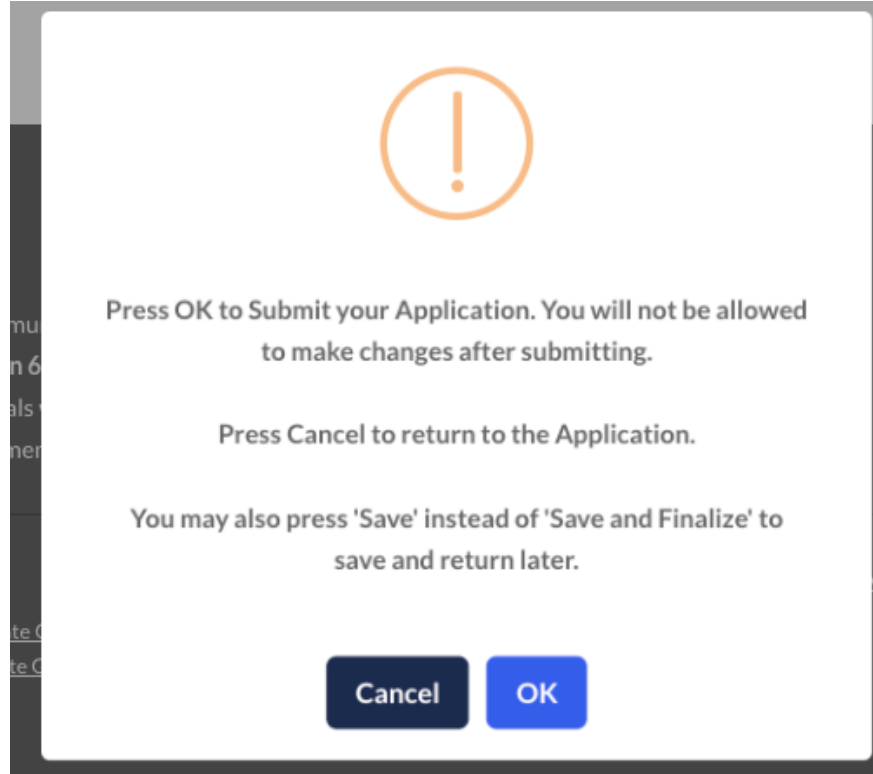 Press OK to Submit your Application. You will not be allowed
to make changes after submitting.
Press Cancel to return to the Application.
You may also press 'Save' instead of 'Save and Finalize' to
save and return later.
Cancel OK